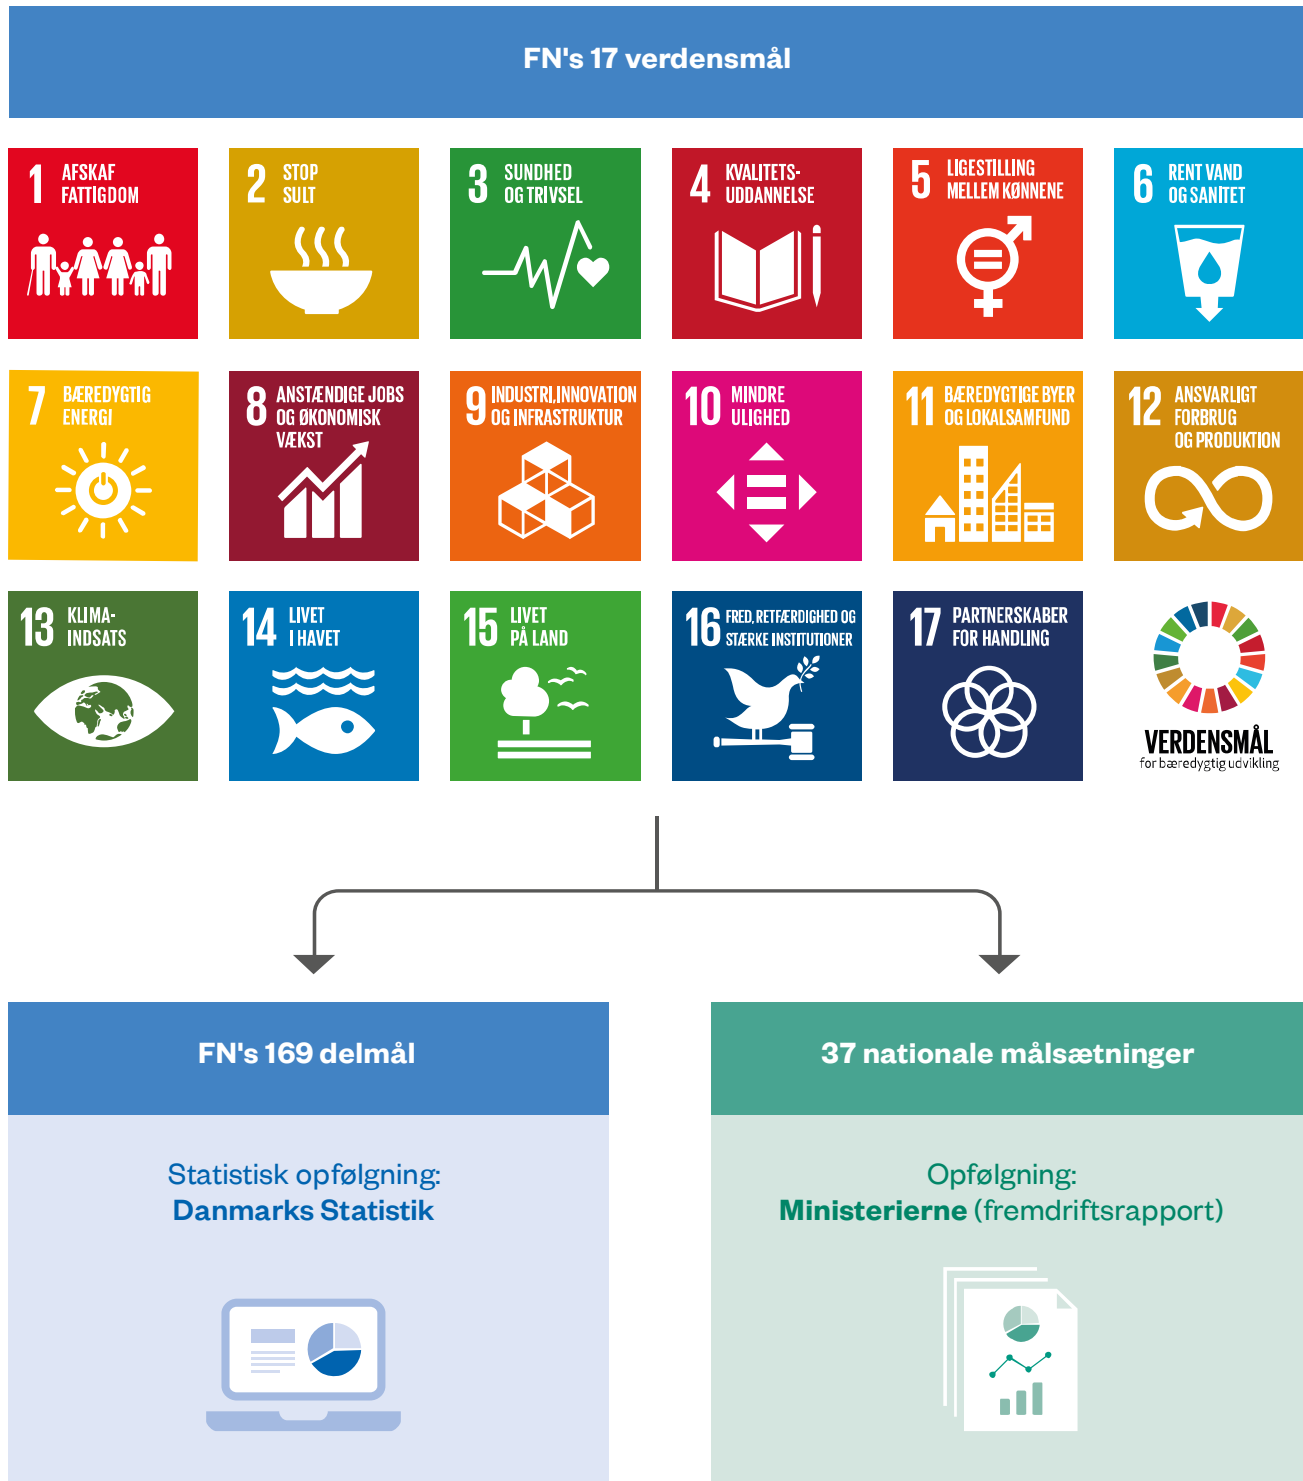 FN's 17 verdensmål
1 AFSKAF
FATTIGDOM
2 STOP
SULT
3 SUNDHED
OG TRIVSEL
4 KVALITETS-
UDDANNELSE
5 LIGESTILLING
MELLEM KØNNENE
6 RENT VAND
OG SANITET
7 BÆREDYGTIG
ENERGI
8 ANSTÆNDIGE JOBS
OG ØKONOMISK
VÆKST
9 INDUSTRI, INNOVATION
OG INFRASTRUKTUR
10 MINDRE
ULIGHED
11 BÆREDYGTIGE BYER
OG LOKALSAMFUND
12 ANSVARLIGT
FORBRUG
OG PRODUKTION
13 KLIMA-
INDSATS
14 LIVET
I HAVET
15 LIVET
PÅ LAND
16 FRED, RETFÆRDIGHED OG
STÆRKE INSTITUTIONER
17 PARTNERSKABER
FOR HANDLING
VERDENSMÅL
for bæredygtig udvikling
FN's 169 delmål
Statistisk opfølgning:
Danmarks Statistik
37 nationale målsætninger
Opfølgning:
Ministerierne (fremdriftsrapport)